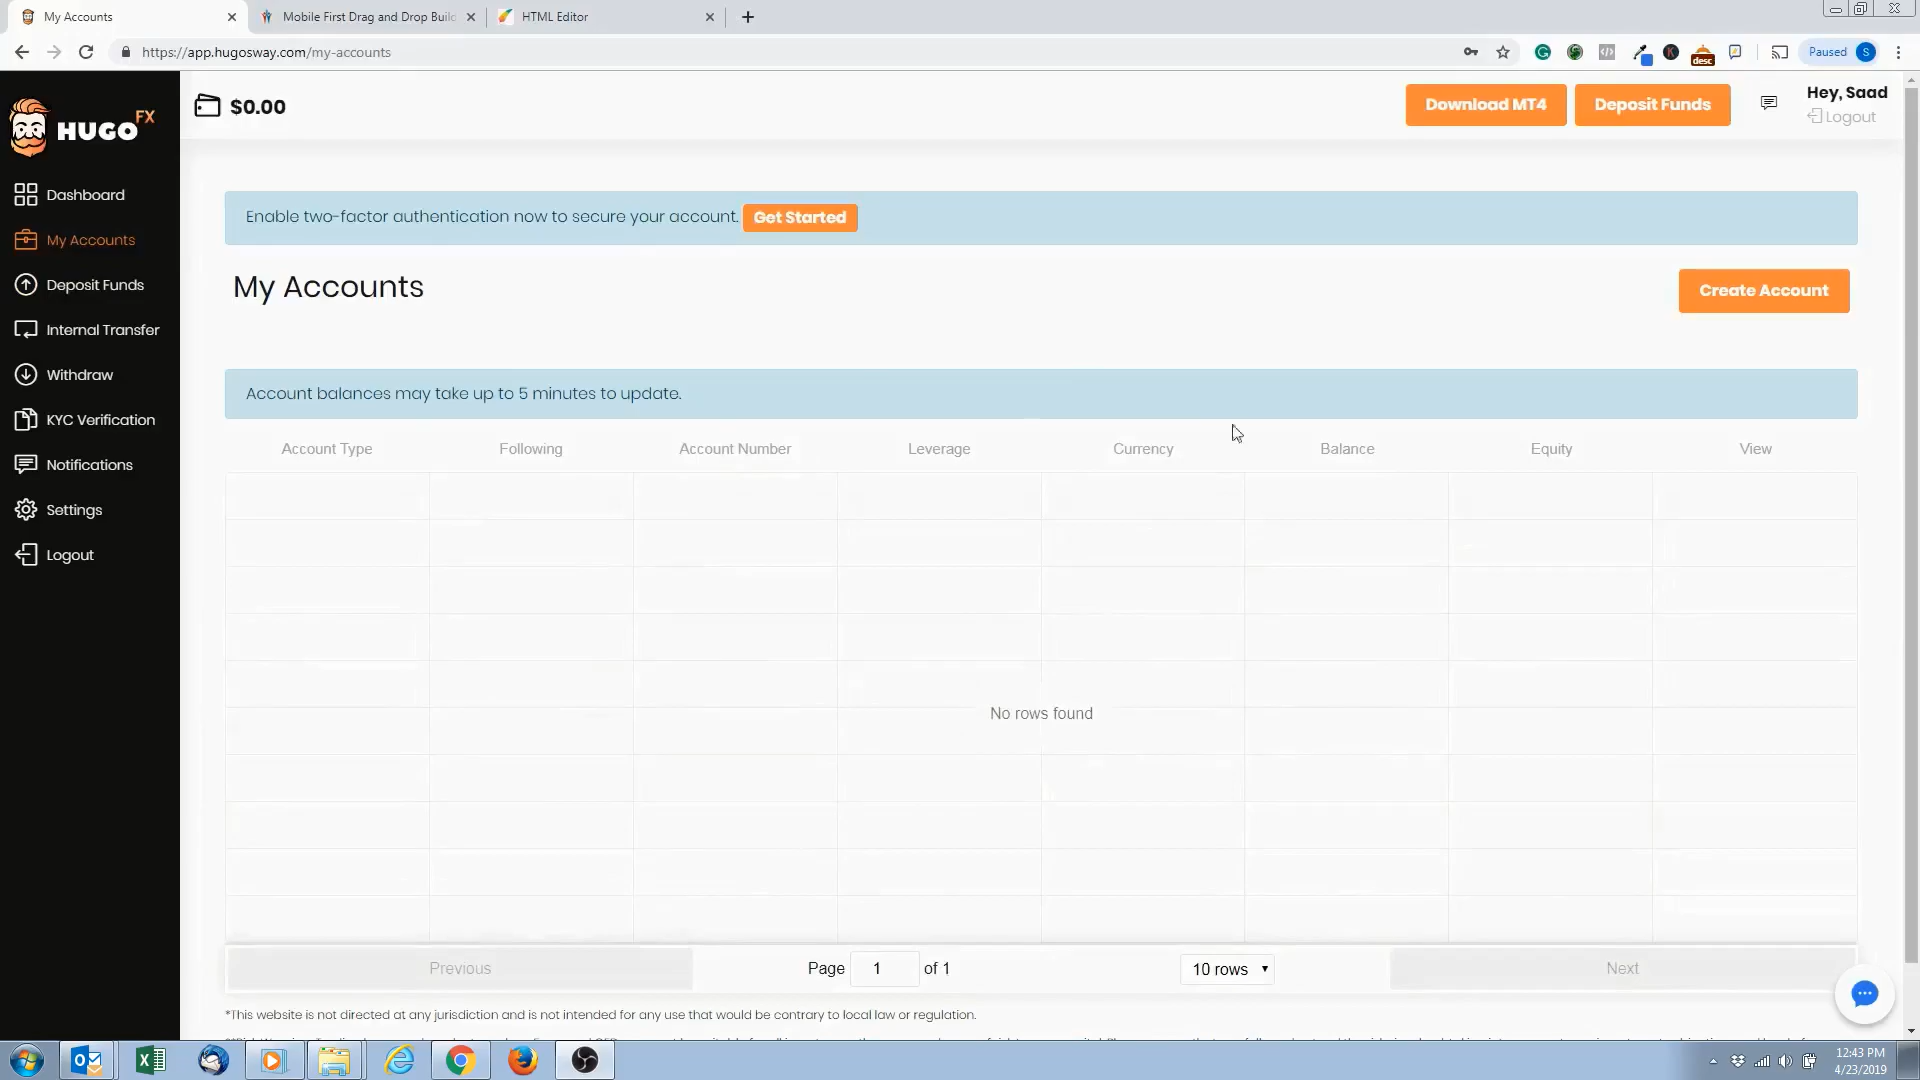 My Accounts
Mobile First Drag and Drop Buil
HTML Editor
https://app.hugosway.com/my-accounts
desc
Paused
S
HUGO FX
$0.00
Download MT4
Deposit Funds
Hey, Saad
Logout
Dashboard
My Accounts
Deposit Funds
Internal Transfer
Withdraw
KYC Verification
Notifications
Settings
Logout
Enable two-factor authentication now to secure your account. Get Started
My Accounts
Create Account
Account balances may take up to 5 minutes to update.
Account Type Following Account Number Leverage Currency Balance Equity View
No rows found
Previous Page 1 of 1 10 rows Next
*This website is not directed at any jurisdiction and is not intended for any use that would be contrary to local law or regulation.
12:43 PM
4/23/2019